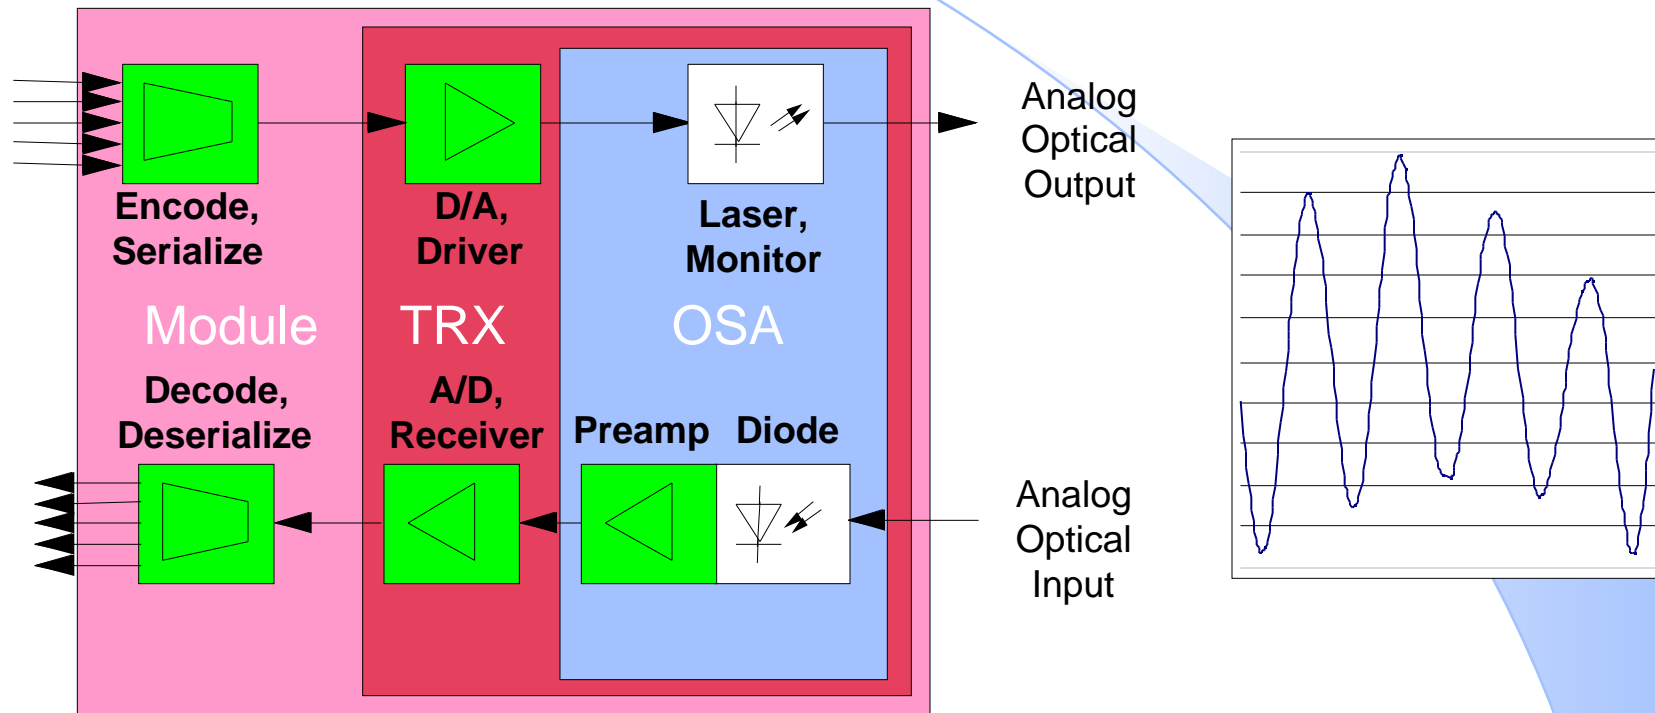 Encode,
Serialize
D/A,
Driver
Laser,
Monitor
Analog
Optical
Output
Module
TRX
OSA
Decode,
Deserialize
A/D,
Receiver
Preamp
Diode
Analog
Optical
Input